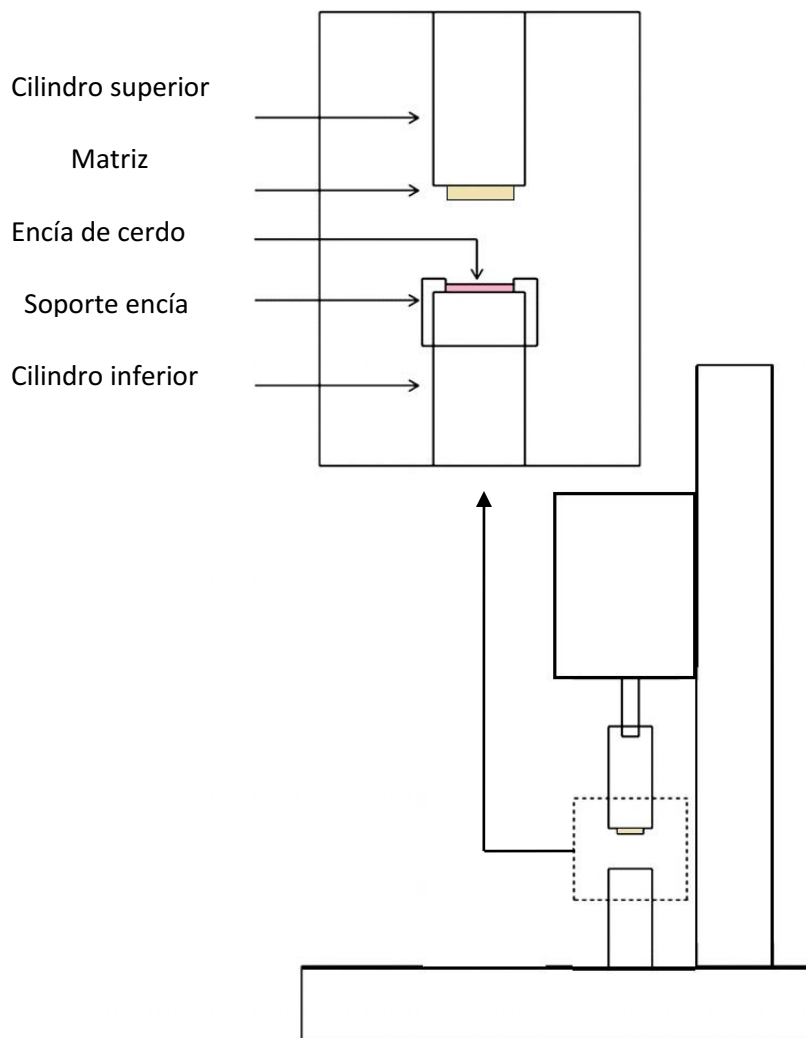 Cilindro superior
Matriz
Encía de cerdo
Soporte encía
Cilindro inferior